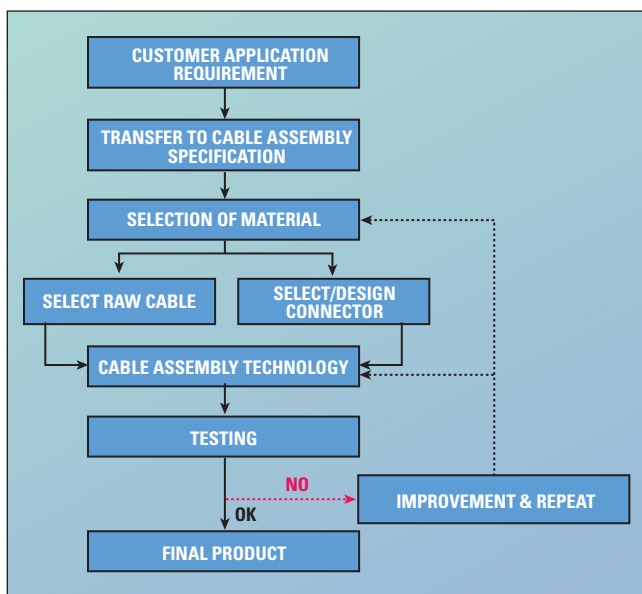 CUSTOMER APPLICATION
REQUIREMENT
TRANSFER TO CABLE ASSEMBLY
SPECIFICATION
SELECTION OF MATERIAL
SELECT RAW CABLE
SELECT/DESIGN
CONNECTOR
CABLE ASSEMBLY TECHNOLOGY
TESTING
NO
IMPROVEMENT & REPEAT
OK
FINAL PRODUCT